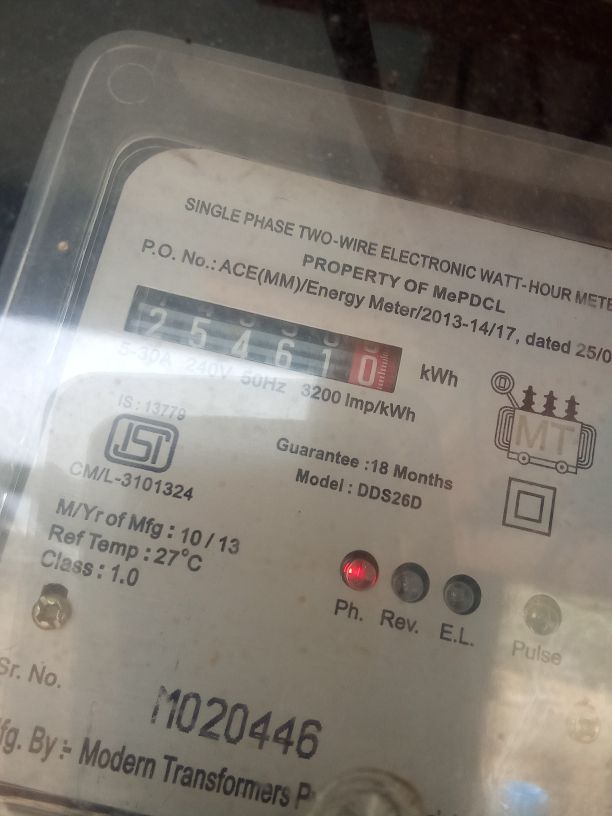 SINGLE PHASE TWO-WIRE ELECTRONIC WATT-HOUR METE
PROPERTY OF MePDCL
P.O. No.: ACE(MM)/Energy Meter/2013-14/17, dated 25/0
2 5 4 6 1 0 kWh
5-30A 240V 50Hz 3200 Imp/kWh
IS : 13779
ISI
CM/L-3101324
MT
Guarantee :18 Months
Model : DDS26D
M/Yr of Mfg : 10 / 13
Ref Temp : 27°C
Class : 1.0
Ph. Rev. E.L. Pulse
Sr. No.
M020446
fg. By :- Modern Transformers P